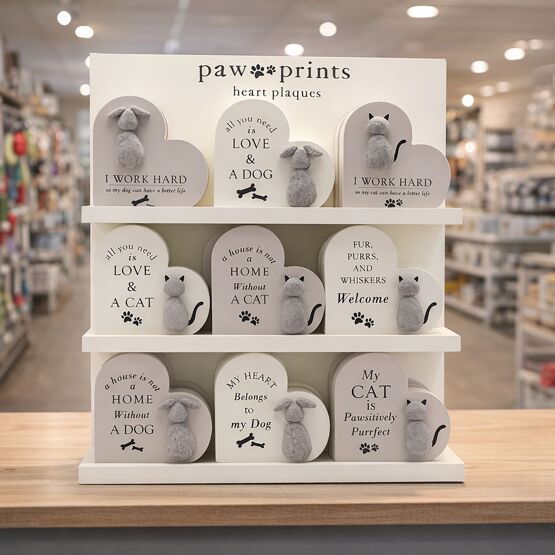 paw prints
heart plaques
I WORK HARD
so my dog can have a better life
all you need
is
LOVE
&
A DOG
I WORK HARD
so my cat can have a better life
all you need
is
LOVE
&
A CAT
a house is not
a
HOME
Without
A CAT
FUR,
PURRS,
AND
WHISKERS
Welcome
a house is not
a
HOME
Without
A DOG
MY HEART
Belongs
to
my Dog
My
CAT
is
Pawsitively
Purrfect